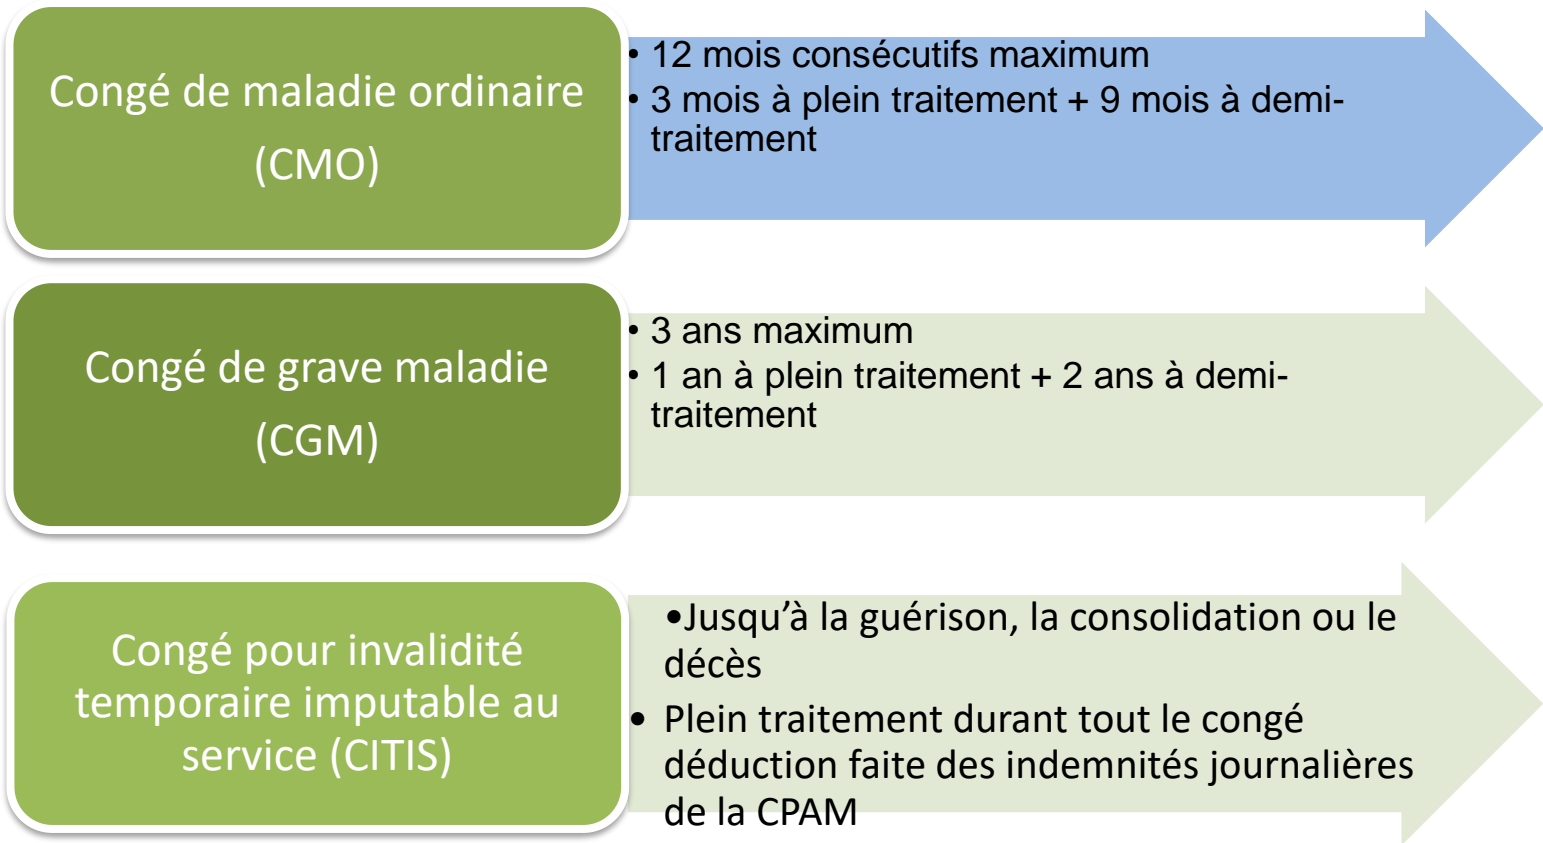 Congé de maladie ordinaire
(CMO)
• 12 mois consécutifs maximum
• 3 mois à plein traitement + 9 mois à demi-
traitement
Congé de grave maladie
(CGM)
• 3 ans maximum
• 1 an à plein traitement + 2 ans à demi-
traitement
Congé pour invalidité
temporaire imputable au
service (CITIS)
•Jusqu’à la guérison, la consolidation ou le
décès
• Plein traitement durant tout le congé
déduction faite des indemnités journalières
de la CPAM